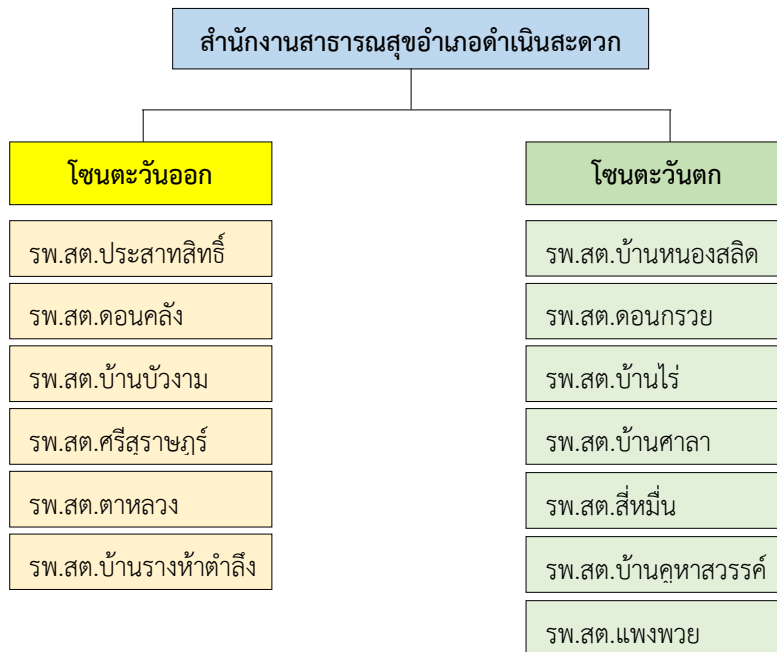 สำนักงานสาธารณสุขอำเภอดำเนินสะดวก
โซนตะวันออก
รพ.สต.ประสาทสิทธิ์
รพ.สต.ดอนคลัง
รพ.สต.บ้านบัวงาม
รพ.สต.ศรีสุราษฎร์
รพ.สต.ตาหลวง
รพ.สต.บ้านรางห้าตำลึง
โซนตะวันตก
รพ.สต.บ้านหนองสลิด
รพ.สต.ดอนกรวย
รพ.สต.บ้านไร่
รพ.สต.บ้านศาลา
รพ.สต.สี่หมื่น
รพ.สต.บ้านคูหาสวรรค์
รพ.สต.แพงพวย